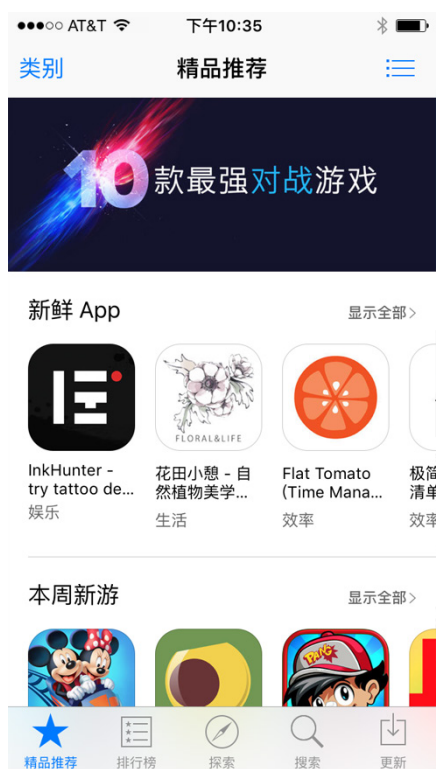 AT&T 下午10:35
类别 精品推荐
10款最强对战游戏
新鲜 App 显示全部>
FLORAL&LIFE
InkHunter -
try tattoo de...
娱乐
花田小憩 - 自
然植物美学...
生活
Flat Tomato
(Time Mana...
效率
极简
清单
效率
本周新游 显示全部>
PANG
精品推荐 排行榜 探索 搜索 更新